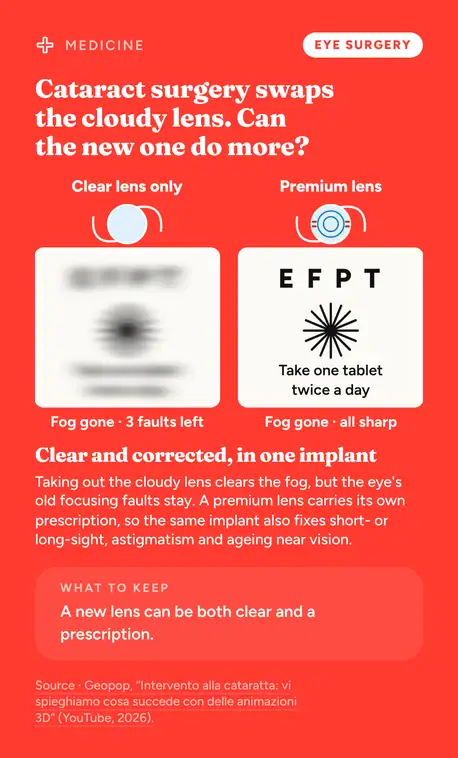 MEDICINE
EYE SURGERY
Cataract surgery swaps
the cloudy lens. Can
the new one do more?
Clear lens only
Premium lens
E F P T
Take one tablet
twice a day
Fog gone · 3 faults left
Fog gone · all sharp
Clear and corrected, in one implant
Taking out the cloudy lens clears the fog, but the eye's
old focusing faults stay. A premium lens carries its own
prescription, so the same implant also fixes short- or
long-sight, astigmatism and ageing near vision.
WHAT TO KEEP
A new lens can be both clear and a
prescription.
Source · Geopop, “Intervento alla cataratta: vi
spieghiamo cosa succede con delle animazioni
3D” (YouTube, 2026).